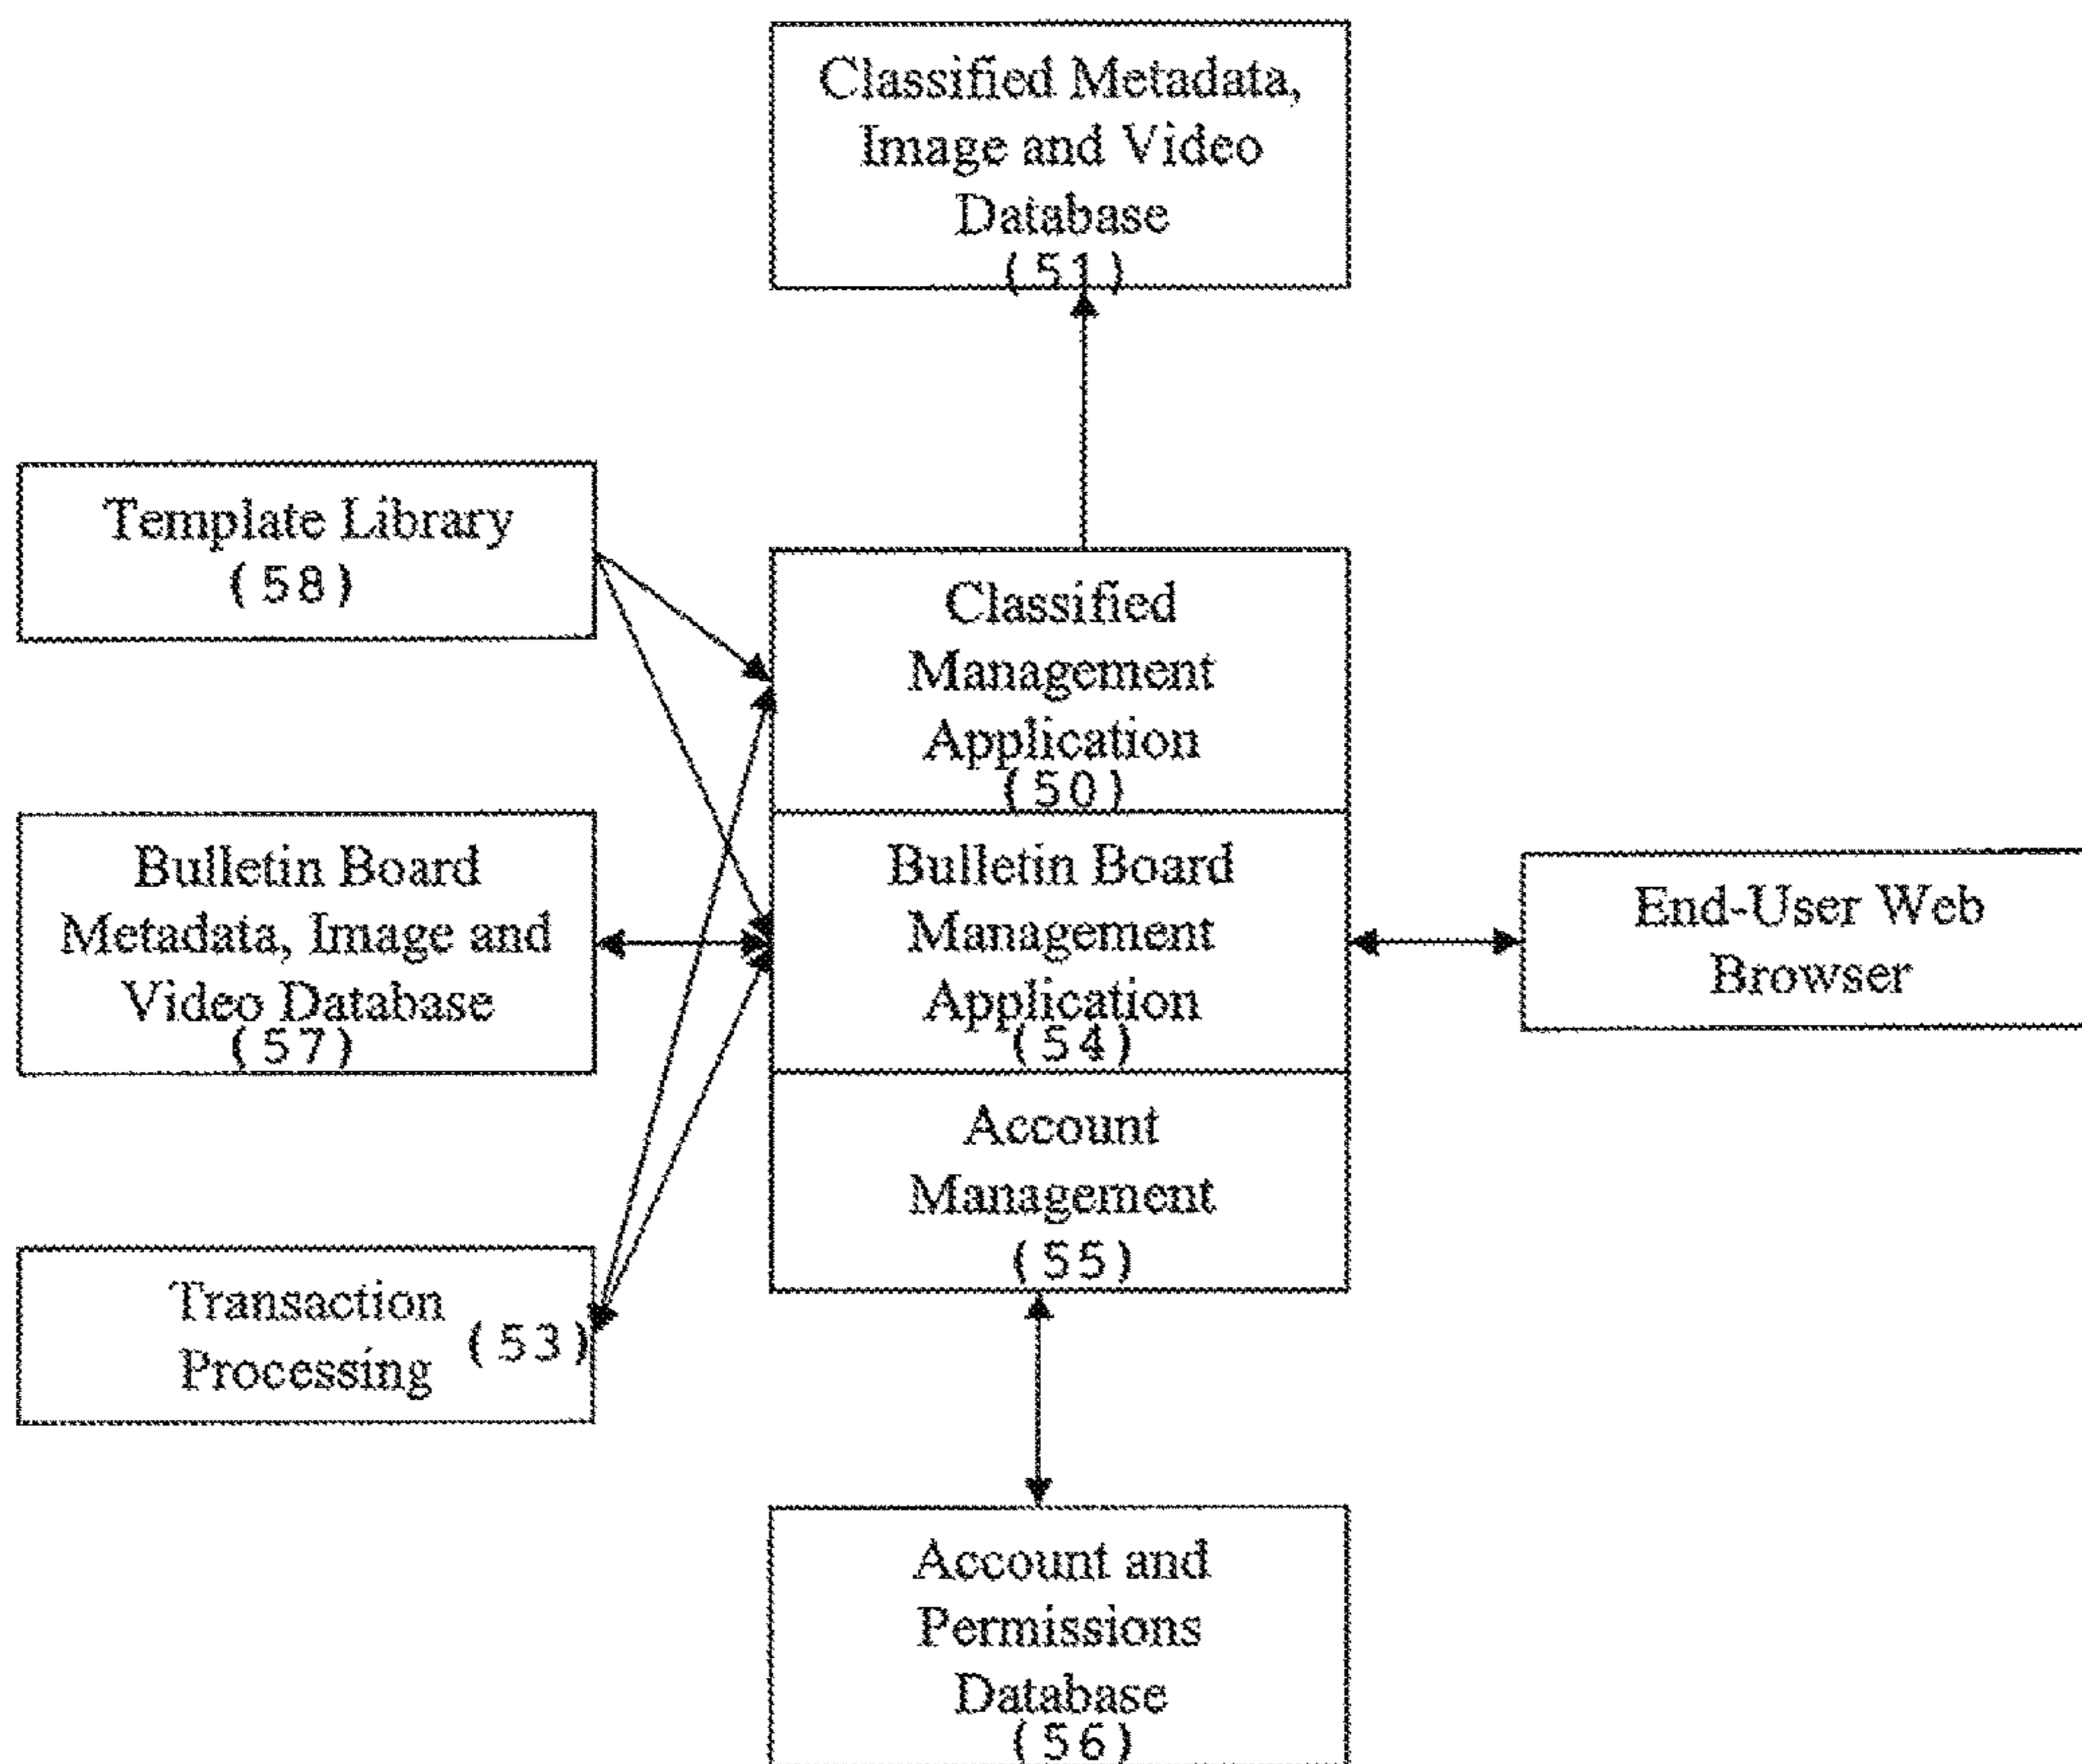 Classified Metadata,
Image and Video
Database
(51)
Template Library
(58)
Classified
Management
Application
(50)
Bulletin Board
Metadata, Image and
Video Database
(57)
Bulletin Board
Management
Application
(54)
End-User Web
Browser
Account
Management
(55)
Transaction
Processing (53)
Account and
Permissions
Database
(56)